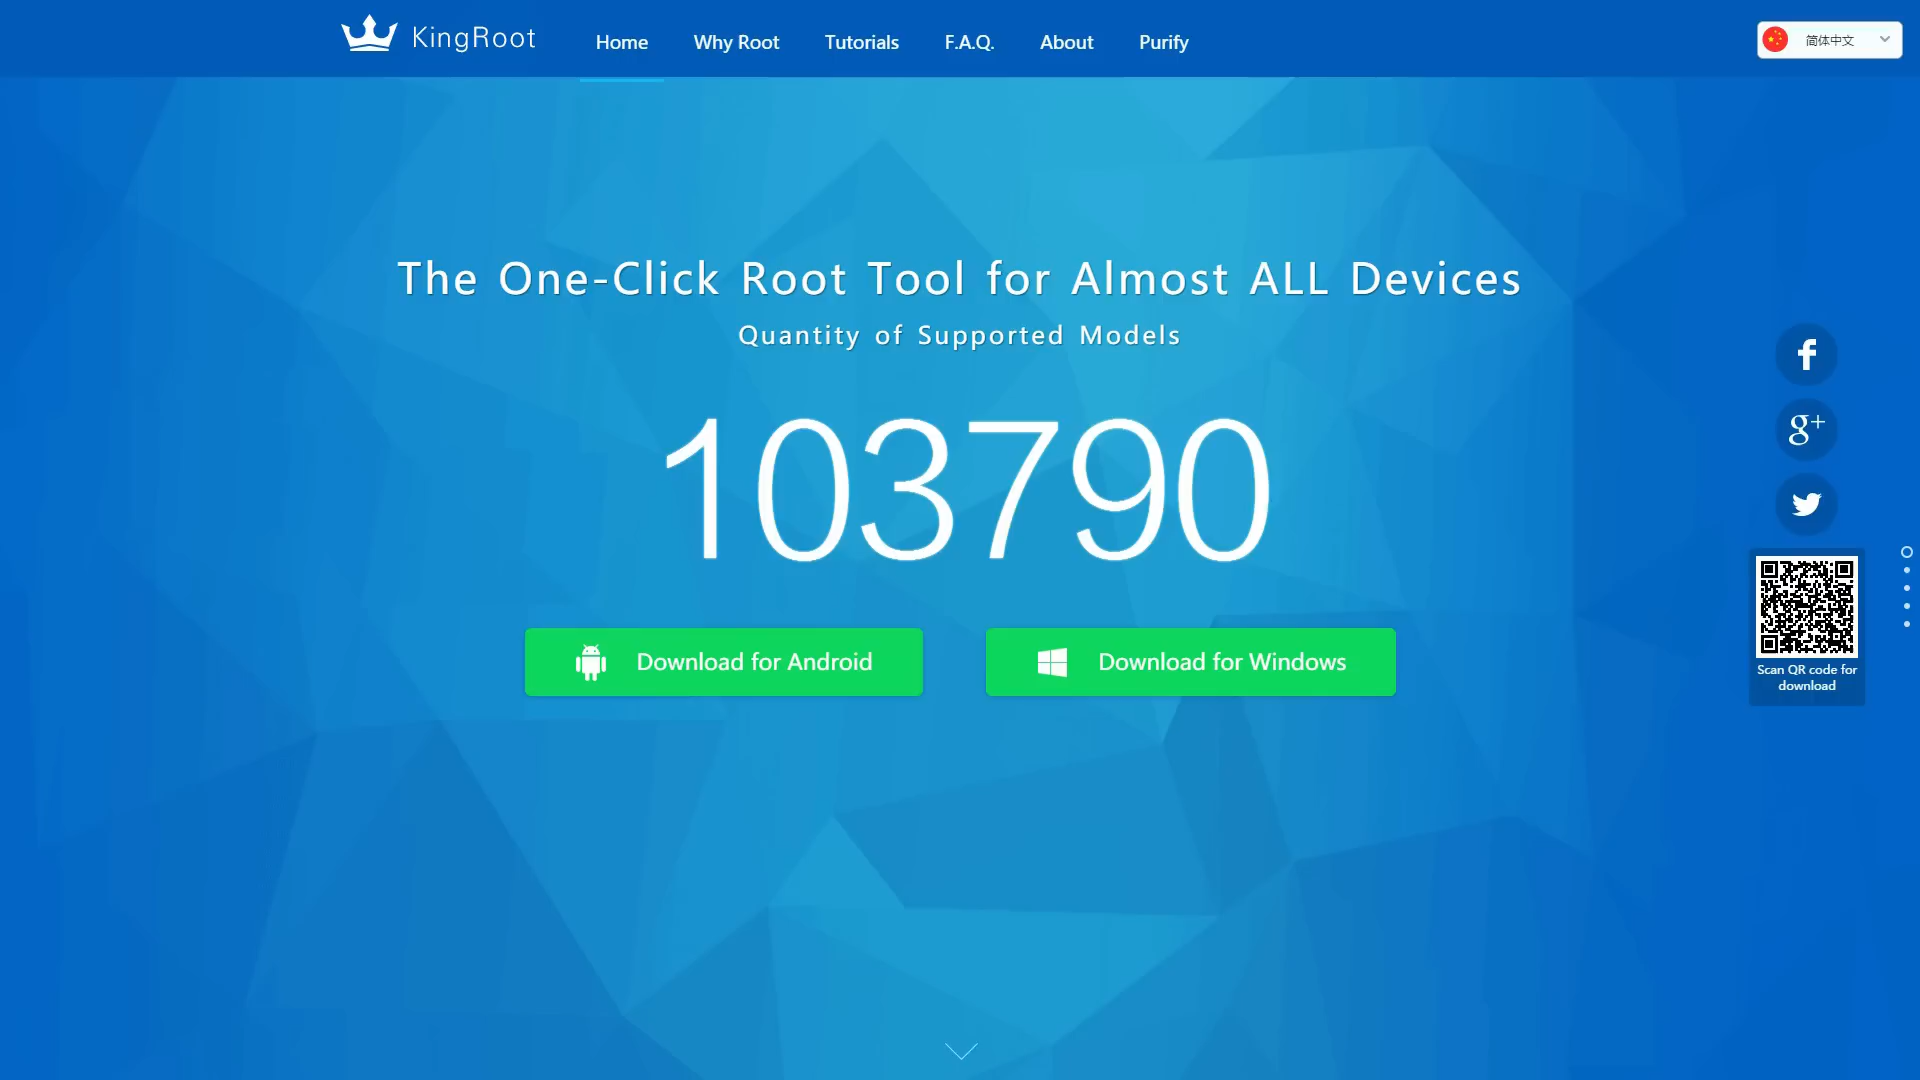 KingRoot
Home
Why Root
Tutorials
F.A.Q.
About
Purify
简体中文
The One-Click Root Tool for Almost ALL Devices
Quantity of Supported Models
103790
Download for Android
Download for Windows
f
g+
Scan QR code for
download